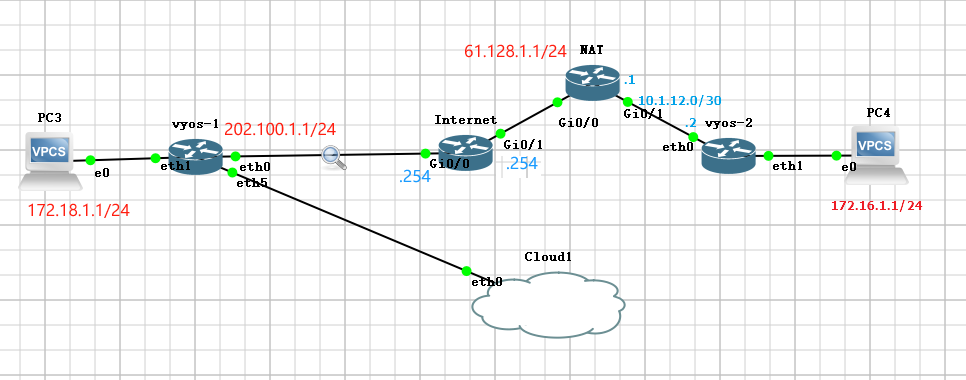 NAT
61.128.1.1/24
.1
10.1.12.0/30
Gi0/0
Gi0/1
.2
vyos-2
PC4
PC3
vyos-1
202.100.1.1/24
Internet
Gi0/1
eth0
VPCS
VPCS
e0
eth1
eth0
Gi0/0
.254
.254
eth1
e0
eth5
172.18.1.1/24
172.16.1.1/24
Cloud1
eth0